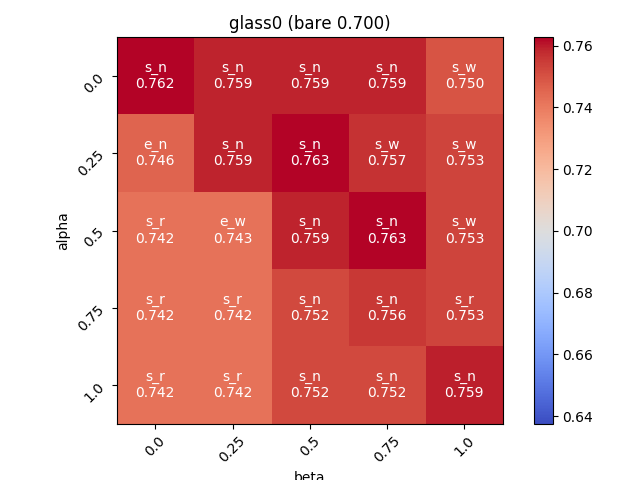 glass0 (bare 0.700)
alpha
0.0
s_n
0.762
s_n
0.759
s_n
0.759
s_n
0.759
s_w
0.750
0.25
e_n
0.746
s_n
0.759
s_n
0.763
s_w
0.757
s_w
0.753
0.5
s_r
0.742
e_w
0.743
s_n
0.759
s_n
0.763
s_w
0.753
0.75
s_r
0.742
s_r
0.742
s_n
0.752
s_n
0.756
s_r
0.753
1.0
s_r
0.742
s_r
0.742
s_n
0.752
s_n
0.752
s_n
0.759
0.0
0.25
0.5
0.75
1.0
beta
0.76
0.74
0.72
0.70
0.68
0.66
0.64